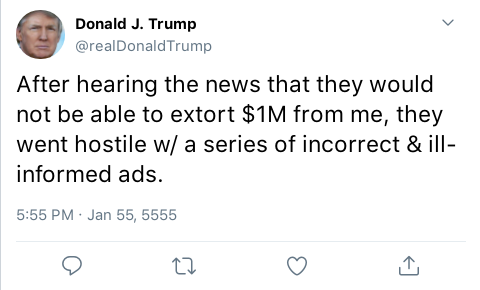 Donald J. Trump
@realDonaldTrump
After hearing the news that they would
not be able to extort $1M from me, they
went hostile w/ a series of incorrect & ill-
informed ads.
5:55 PM · Jan 55, 5555